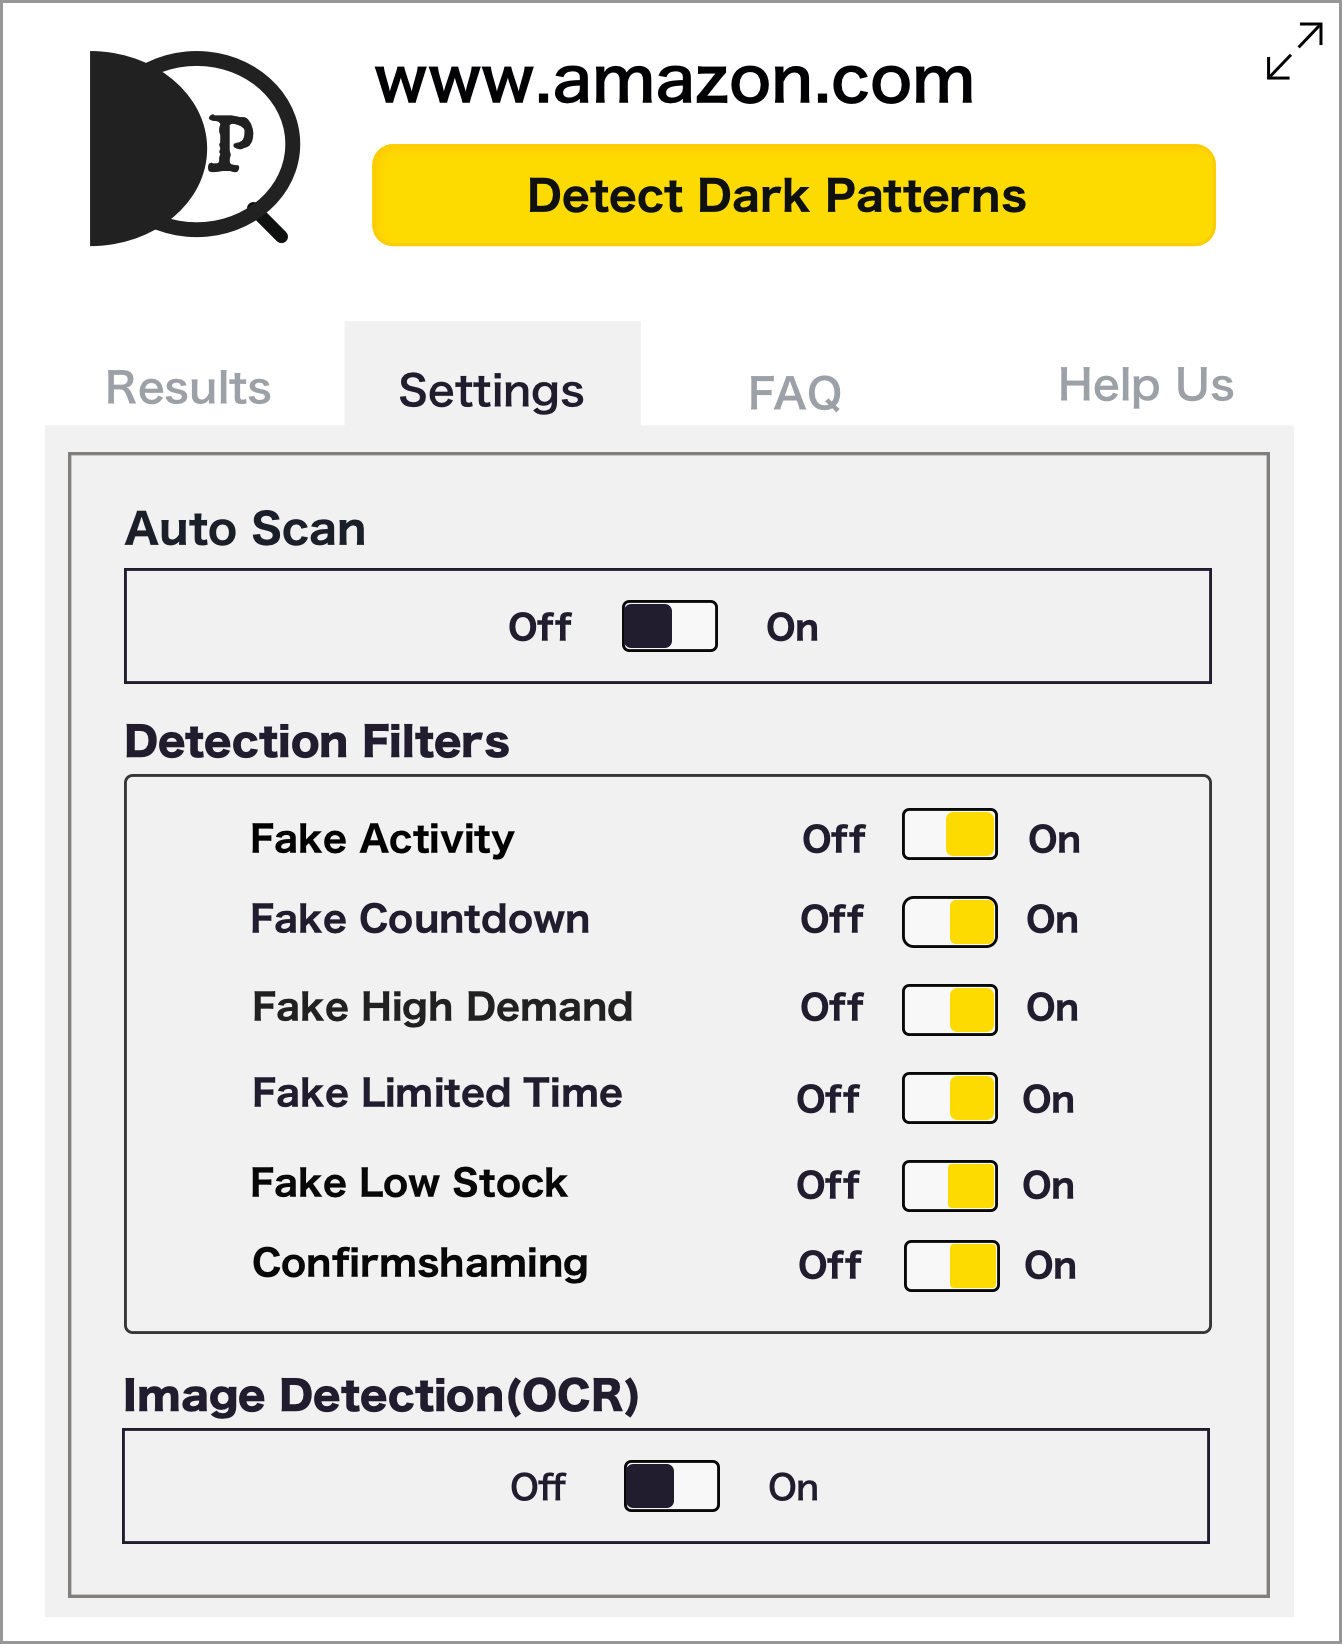 P
www.amazon.com
Detect Dark Patterns
Results Settings FAQ Help Us
Auto Scan
Off On
Detection Filters
Fake Activity Off On
Fake Countdown Off On
Fake High Demand Off On
Fake Limited Time Off On
Fake Low Stock Off On
Confirmshaming Off On
Image Detection(OCR)
Off On